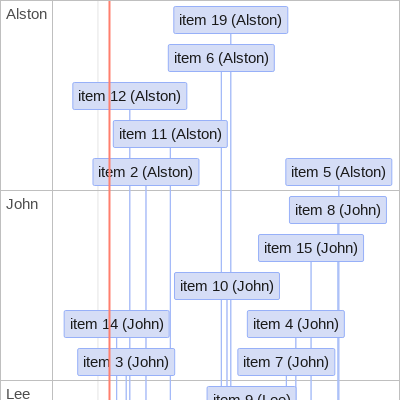 Alston
item 19 (Alston)
item 6 (Alston)
item 12 (Alston)
item 11 (Alston)
item 2 (Alston)
item 5 (Alston)
John
item 8 (John)
item 15 (John)
item 10 (John)
item 14 (John)
item 4 (John)
item 3 (John)
item 7 (John)
Lee
item 9 (Lee)